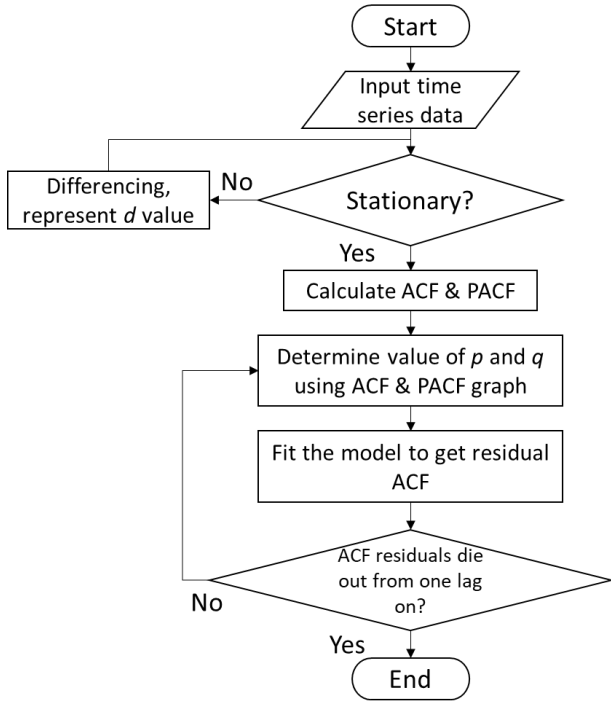 Start
Input time
series data
Differencing,
represent d value
No
Stationary?
Yes
Calculate ACF & PACF
Determine value of p and q
using ACF & PACF graph
Fit the model to get residual
ACF
ACF residuals die
out from one lag
on?
No
Yes
End